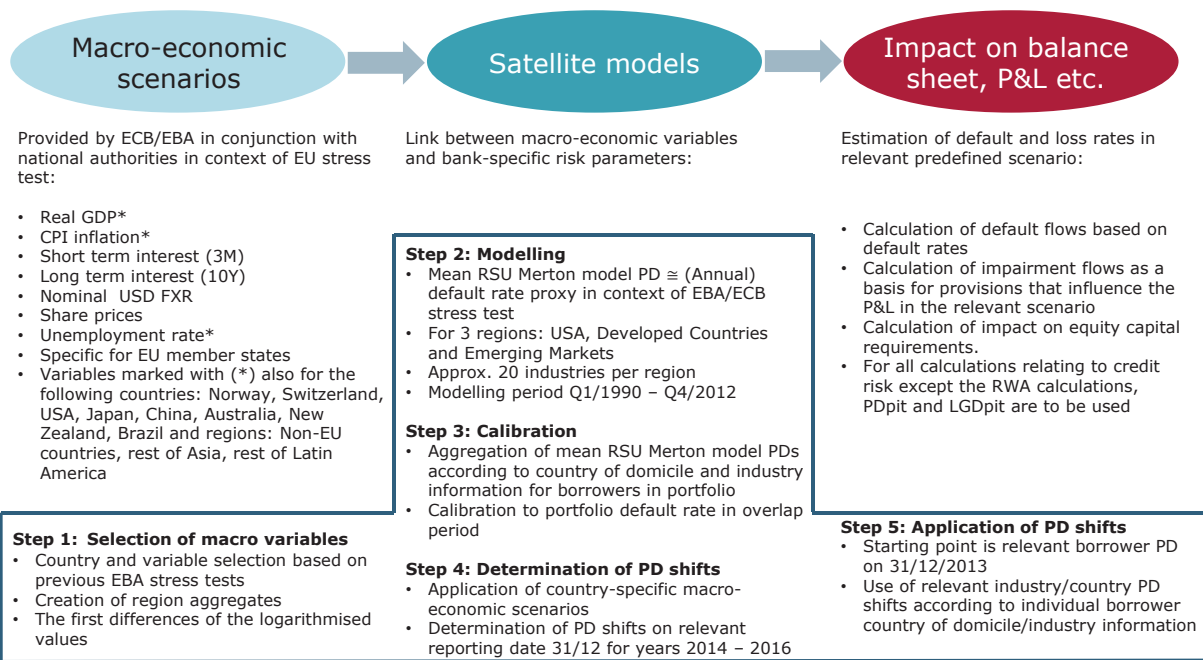 Macro-economic
scenarios
Satellite models
Impact on balance
sheet, P&L etc.
Provided by ECB/EBA in conjunction with
national authorities in context of EU stress
test:
• Real GDP*
• CPI inflation*
• Short term interest (3M)
• Long term interest (10Y)
• Nominal USD FXR
• Share prices
• Unemployment rate*
• Specific for EU member states
• Variables marked with (*) also for the
following countries: Norway, Switzerland,
USA, Japan, China, Australia, New
Zealand, Brazil and regions: Non-EU
countries, rest of Asia, rest of Latin
America
Step 1: Selection of macro variables
• Country and variable selection based on
previous EBA stress tests
• Creation of region aggregates
• The first differences of the logarithmised
values
Link between macro-economic variables
and bank-specific risk parameters:
Step 2: Modelling
• Mean RSU Merton model PD ≅ (Annual)
default rate proxy in context of EBA/ECB
stress test
• For 3 regions: USA, Developed Countries
and Emerging Markets
• Approx. 20 industries per region
• Modelling period Q1/1990 – Q4/2012
Step 3: Calibration
• Aggregation of mean RSU Merton model PDs
according to country of domicile and industry
information for borrowers in portfolio
• Calibration to portfolio default rate in overlap
period
Step 4: Determination of PD shifts
• Application of country-specific macro-
economic scenarios
• Determination of PD shifts on relevant
reporting date 31/12 for years 2014 – 2016
Estimation of default and loss rates in
relevant predefined scenario:
• Calculation of default flows based on
default rates
• Calculation of impairment flows as a
basis for provisions that influence the
P&L in the relevant scenario
• Calculation of impact on equity capital
requirements.
• For all calculations relating to credit
risk except the RWA calculations,
PDpit and LGDpit are to be used
Step 5: Application of PD shifts
• Starting point is relevant borrower PD
on 31/12/2013
• Use of relevant industry/country PD
shifts according to individual borrower
country of domicile/industry information